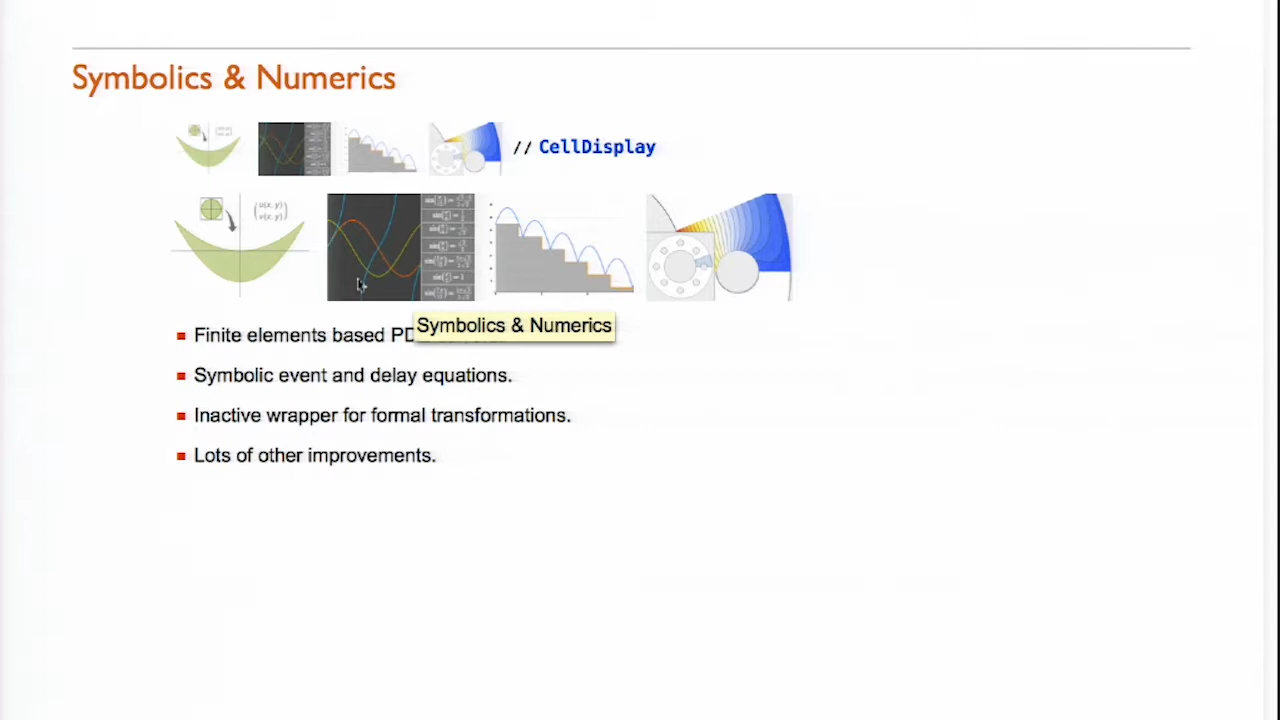 Symbolics & Numerics
// CellDisplay
Symbolics & Numerics
Finite elements based PD
Symbolic event and delay equations.
Inactive wrapper for formal transformations.
Lots of other improvements.